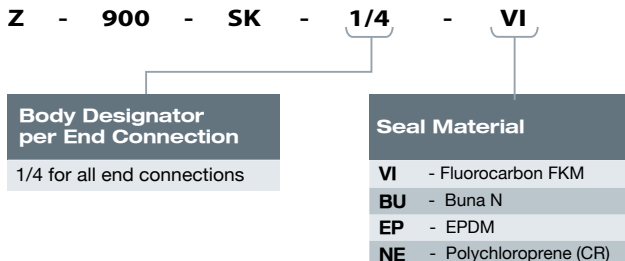 Z - 900 - SK - 1/4 - VI
Body Designator
per End Connection
1/4 for all end connections
Seal Material
VI - Fluorocarbon FKM
BU - Buna N
EP - EPDM
NE - Polychloroprene (CR)